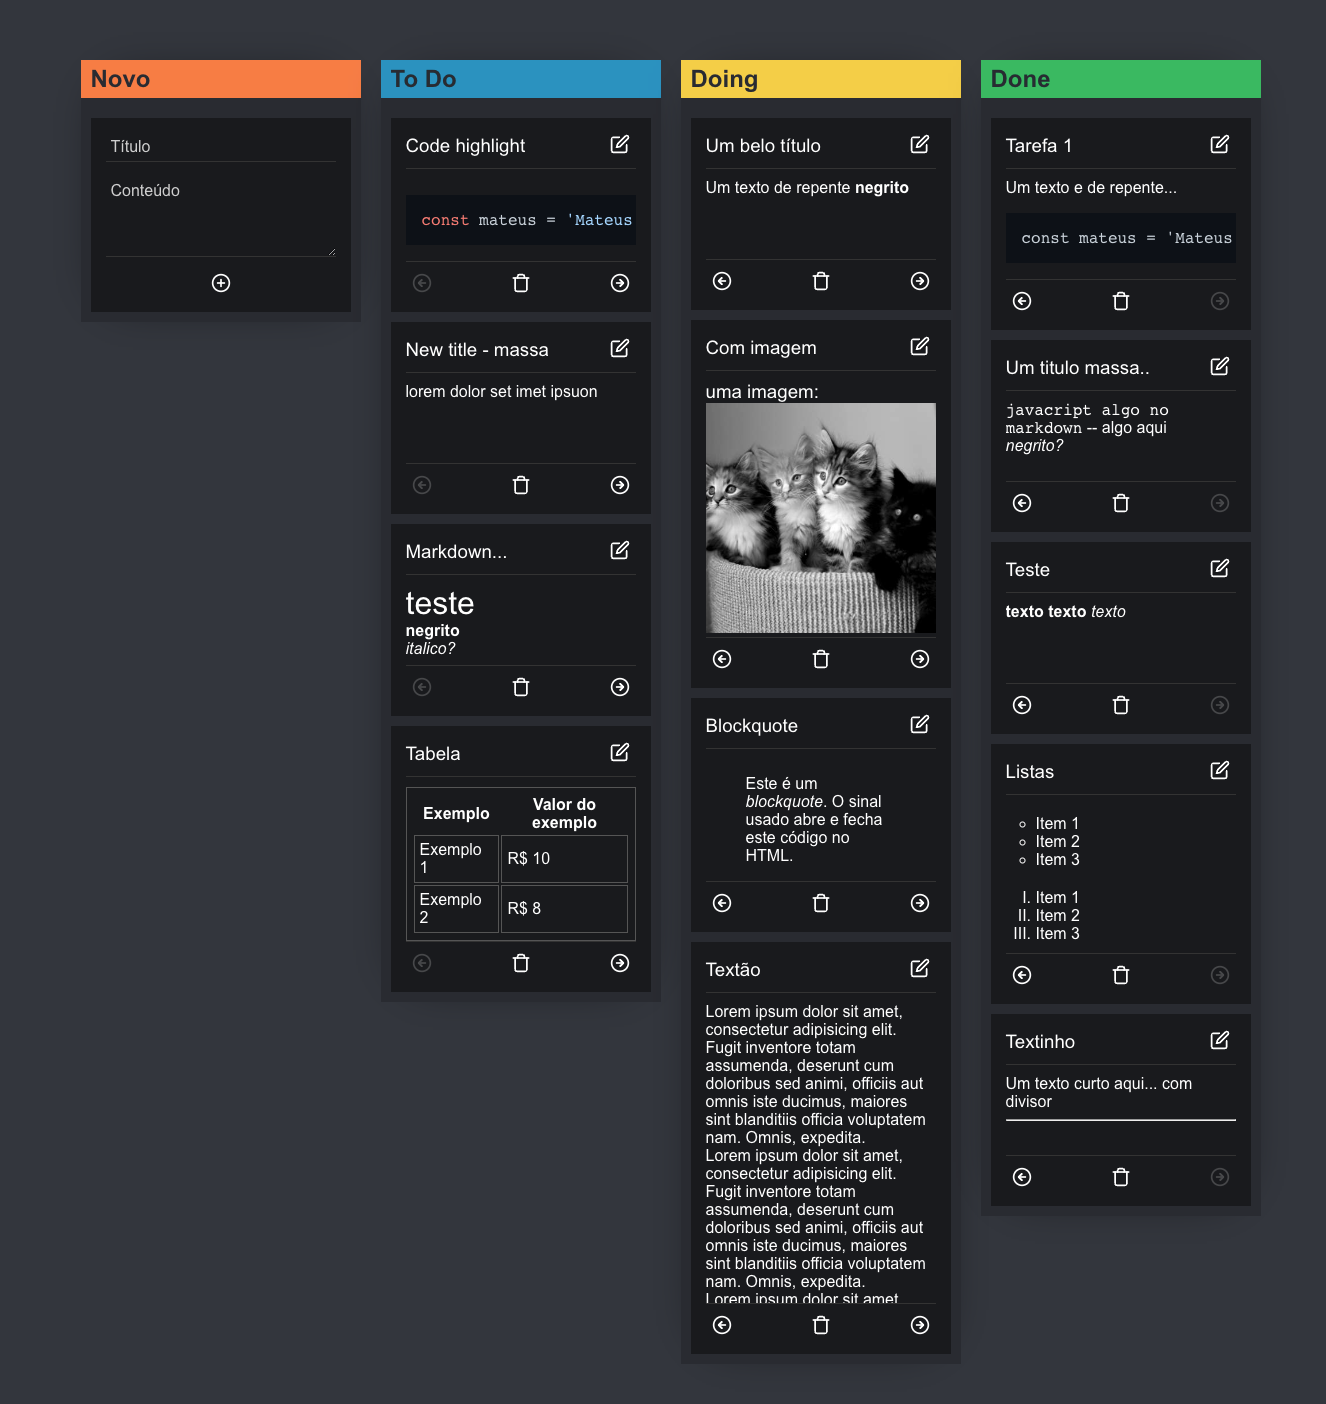 Novo
Título
Conteúdo
To Do
Code highlight
const mateus = 'Mateus
New title - massa
lorem dolor set imet ipsuon
Markdown...
teste
negrito
italico?
Tabela
Exemplo
Valor do
exemplo
Exemplo
1
R$ 10
Exemplo
2
R$ 8
Doing
Um belo título
Um texto de repente negrito
Com imagem
uma imagem:
Blockquote
Este é um
blockquote. O sinal
usado abre e fecha
este código no
HTML.
Textão
Lorem ipsum dolor sit amet,
consectetur adipisicing elit.
Fugit inventore totam
assumenda, deserunt cum
doloribus sed animi, officiis aut
omnis iste ducimus, maiores
sint blanditiis officia voluptatem
nam. Omnis, expedita.
Lorem ipsum dolor sit amet,
consectetur adipisicing elit.
Fugit inventore totam
assumenda, deserunt cum
doloribus sed animi, officiis aut
omnis iste ducimus, maiores
sint blanditiis officia voluptatem
nam. Omnis, expedita.
Lorem ipsum dolor sit amet
Done
Tarefa 1
Um texto e de repente...
const mateus = 'Mateus
Um titulo massa..
javacript algo no
markdown -- algo aqui
negrito?
Teste
texto texto texto
Listas
Item 1
Item 2
Item 3
I. Item 1
II. Item 2
III. Item 3
Textinho
Um texto curto aqui... com
divisor